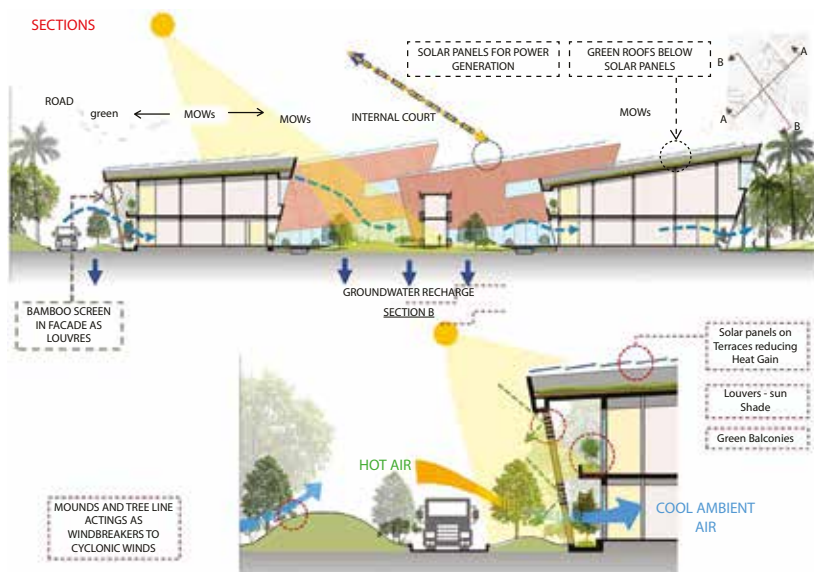 SECTIONS
SOLAR PANELS FOR POWER
GENERATION
GREEN ROOFS BELOW
SOLAR PANELS
B
A
A
B
ROAD
green
MOWs
MOWs
INTERNAL COURT
MOWs
GROUNDWATER RECHARGE
SECTION B
BAMBOO SCREEN
IN FACADE AS
LOUVRES
Solar panels on
Terraces reducing
Heat Gain
Louvers - sun
Shade
Green Balconies
HOT AIR
COOL AMBIENT
AIR
MOUNDS AND TREE LINE
ACTINGS AS
WINDBREAKERS TO
CYCLONIC WINDS